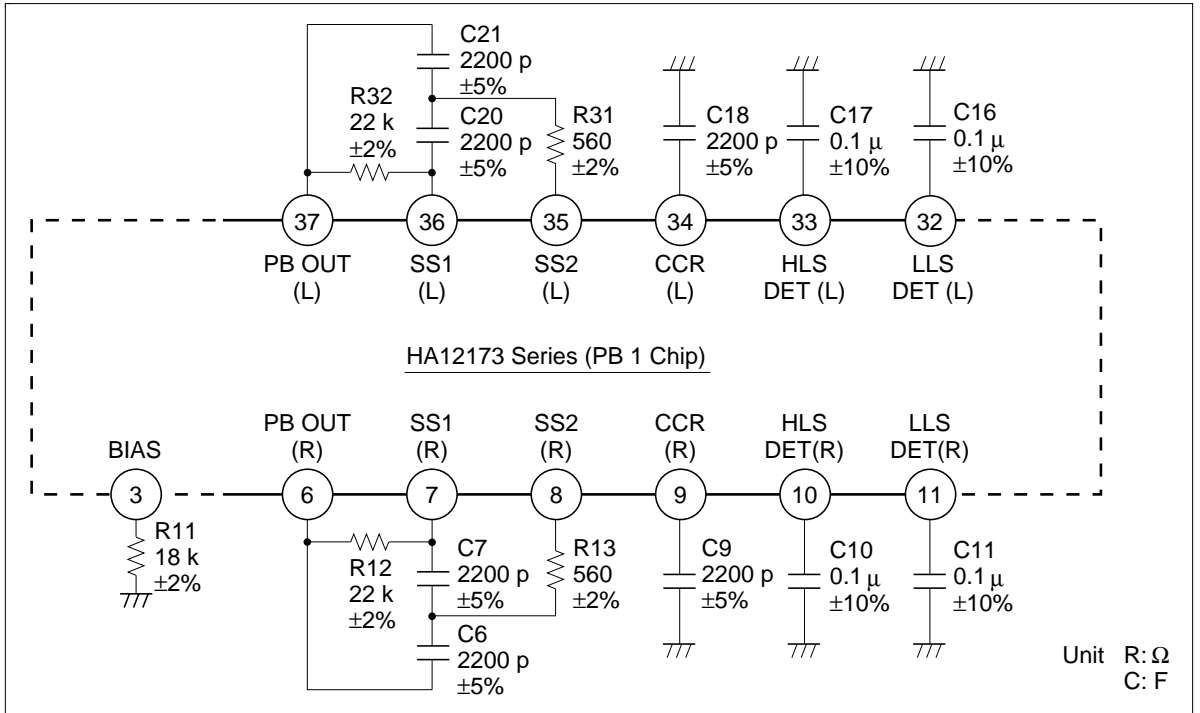 C21
2200 p
±5%
R32
22 k
±2%
C20
2200 p
±5%
R31
560
±2%
C18
2200 p
±5%
C17
0.1 μ
±10%
C16
0.1 μ
±10%
37
36
35
34
33
32
PB OUT
(L)
SS1
(L)
SS2
(L)
CCR
(L)
HLS
DET (L)
LLS
DET (L)
HA12173 Series (PB 1 Chip)
BIAS
PB OUT
(R)
SS1
(R)
SS2
(R)
CCR
(R)
HLS
DET(R)
LLS
DET(R)
3
6
7
8
9
10
11
R11
18 k
±2%
R12
22 k
±2%
C7
2200 p
±5%
C6
2200 p
±5%
R13
560
±2%
C9
2200 p
±5%
C10
0.1 μ
±10%
C11
0.1 μ
±10%
Unit R: Ω
C: F